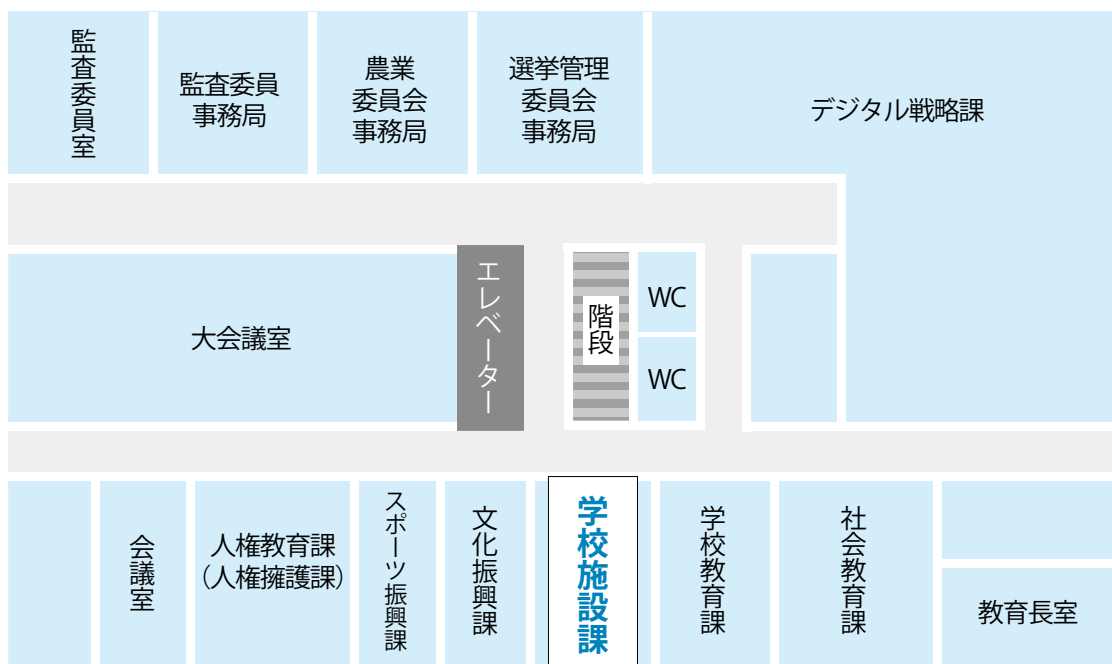 監査委員室
監査委員
事務局
農業
委員会
事務局
選挙管理
委員会
事務局
デジタル戦略課
大会議室
エレベーター
階段
WC
WC
会議室
人権教育課
（人権擁護課）
スポーツ振興課
文化振興課
学校施設課
学校教育課
社会教育課
教育長室